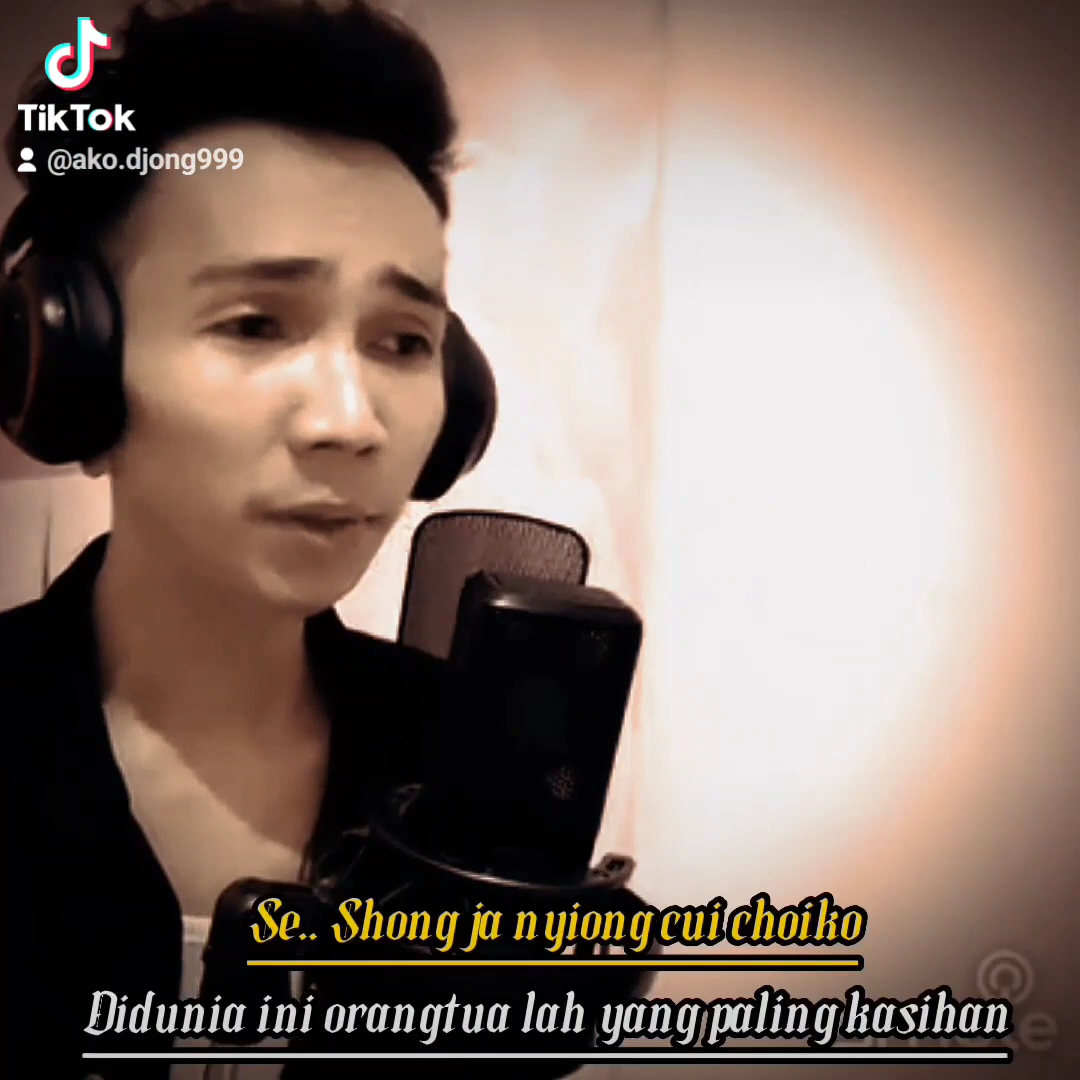 TikTok
@ako.djong999
Se.. Shong ja nyiong cui choiko
Didunia ini orangtua lah yang paling kasihan